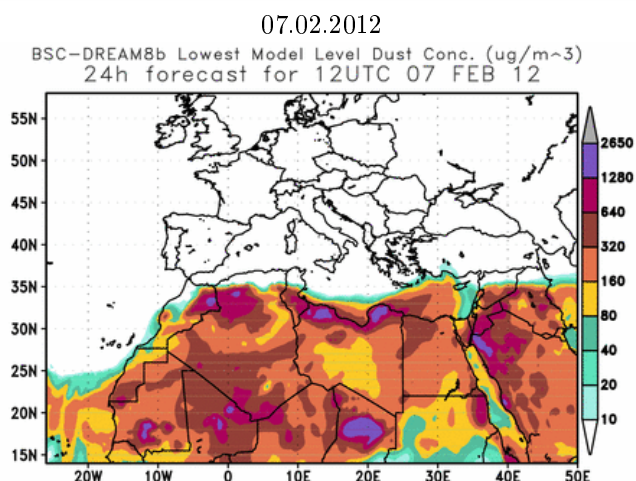 07.02.2012
BSC-DREAM8b Lowest Model Level Dust Conc. (ug/m^3)
24h forecast for 12UTC 07 FEB 12
55N
50N
45N
40N
35N
30N
25N
20N
15N
20W 10W 0 10E 20E 30E 40E 50E
2650
1280
640
320
160
80
40
20
10